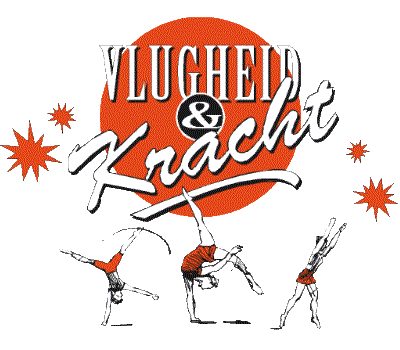 VLUGHEID
&
Kracht